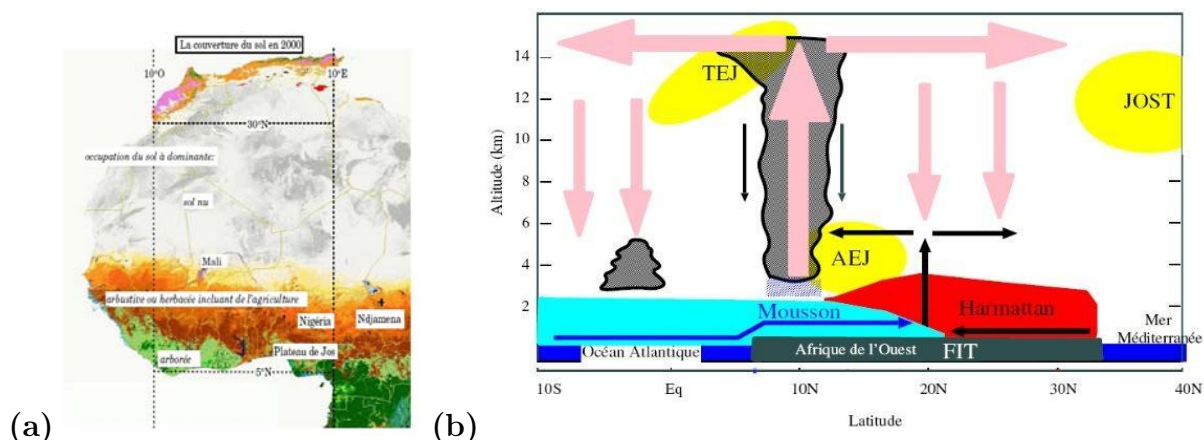 La couverture du sol en 2000
10°O
10°E
30°N
occupation du sol à dominante:
sol nu
Mali
arbustive ou herbacée incluant de l'agriculture
Nigéria
Ndjamena
arborée
Plateau de Jos
5°N
(a)
Altitude (km)
14
12
10
8
6
4
2
TEJ
JOST
AEJ
Mousson
Harmattan
Mer
Méditerranée
Océan Atlantique
Afrique de l'Ouest
FIT
10S
Eq
10N
20N
30N
40N
Latitude
(b)